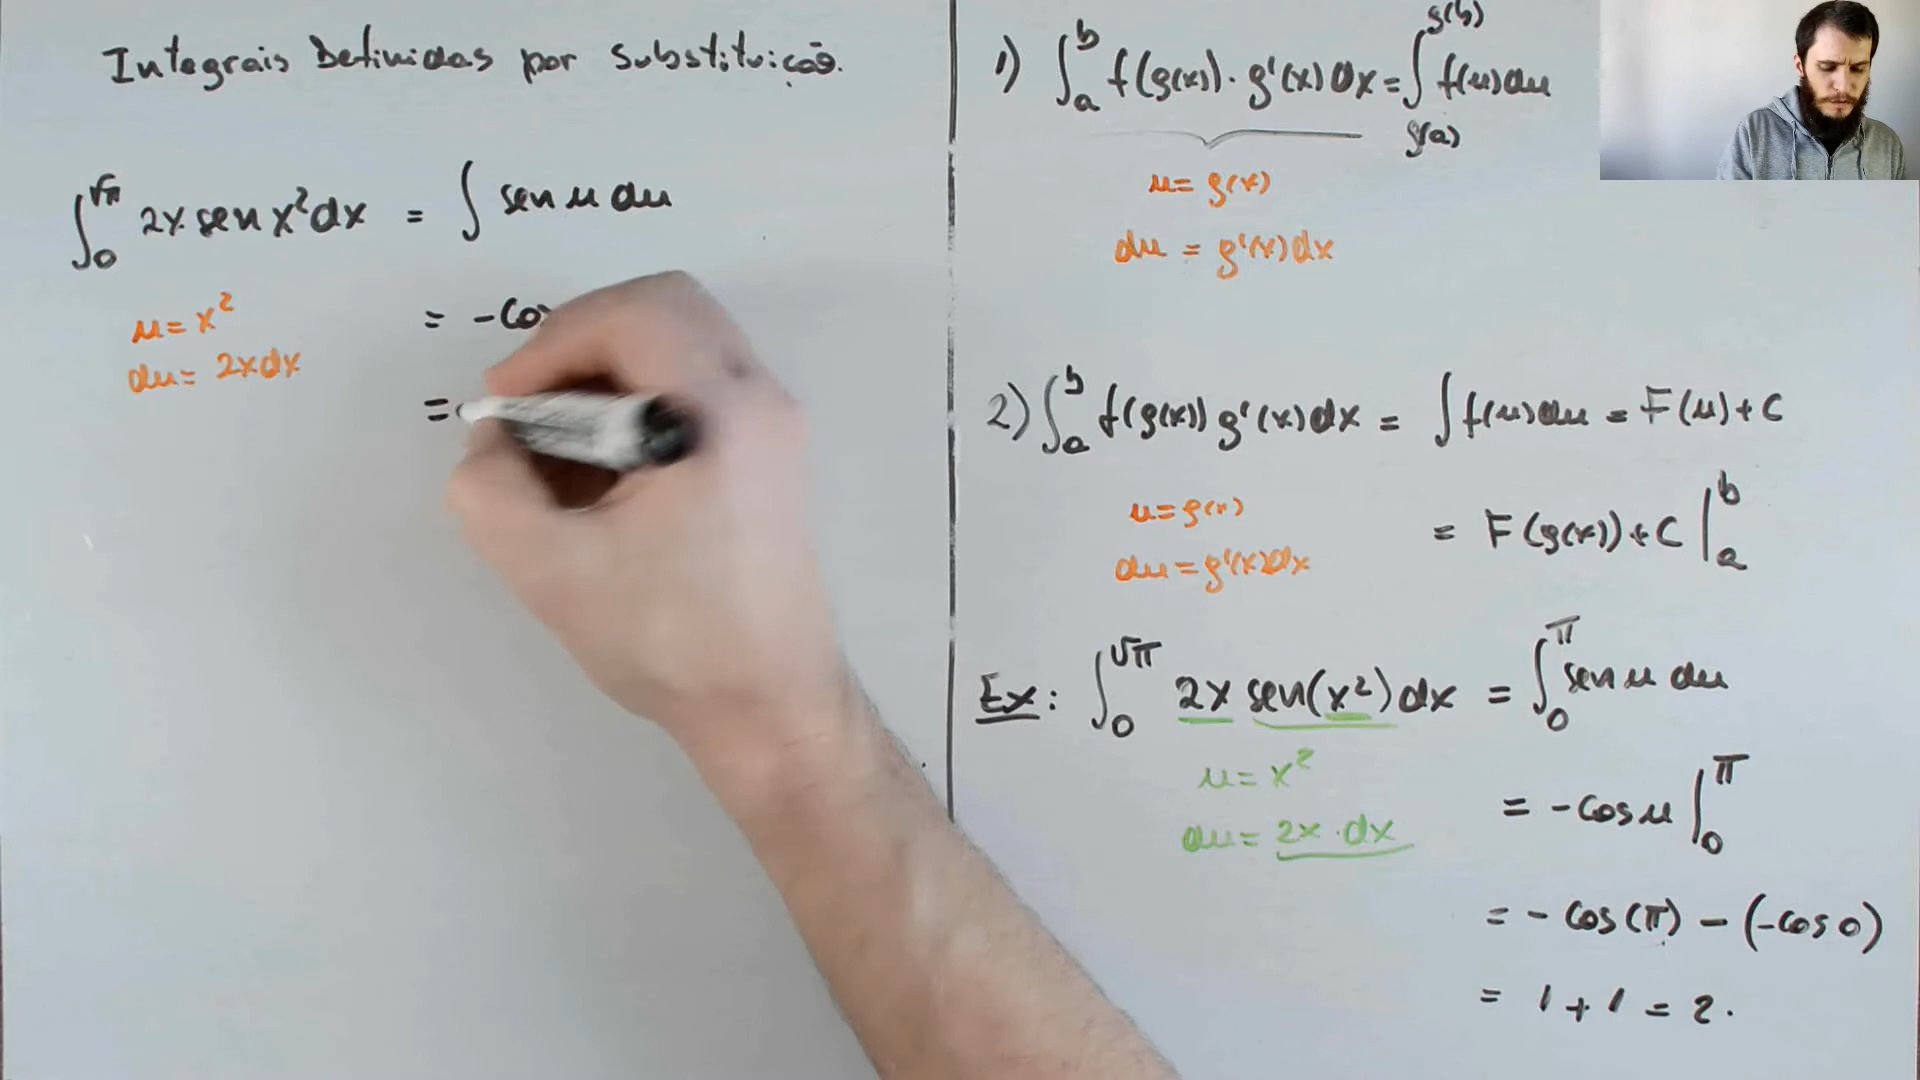 Integrais Definidas por Substituição.
∫₀^√π 2x sen x² dx = ∫ sen u du
u = x²
du = 2x dx
= -Cos
=
1) ∫ₐᵇ f(g(x)) · g'(x) dx = ∫_g(a)^g(b) f(u) du
u = g(x)
du = g'(x) dx
2) ∫ₐᵇ f(g(x)) g'(x) dx = ∫ f(u) du = F(u) + C
u = g(x)
du = g'(x) dx
= F(g(x)) + C |ₐᵇ
Ex: ∫₀^√π 2x sen(x²) dx = ∫₀^π sen u du
u = x²
du = 2x · dx
= -Cos u |₀^π
= - Cos(π) - (-cos 0)
= 1 + 1 = 2.